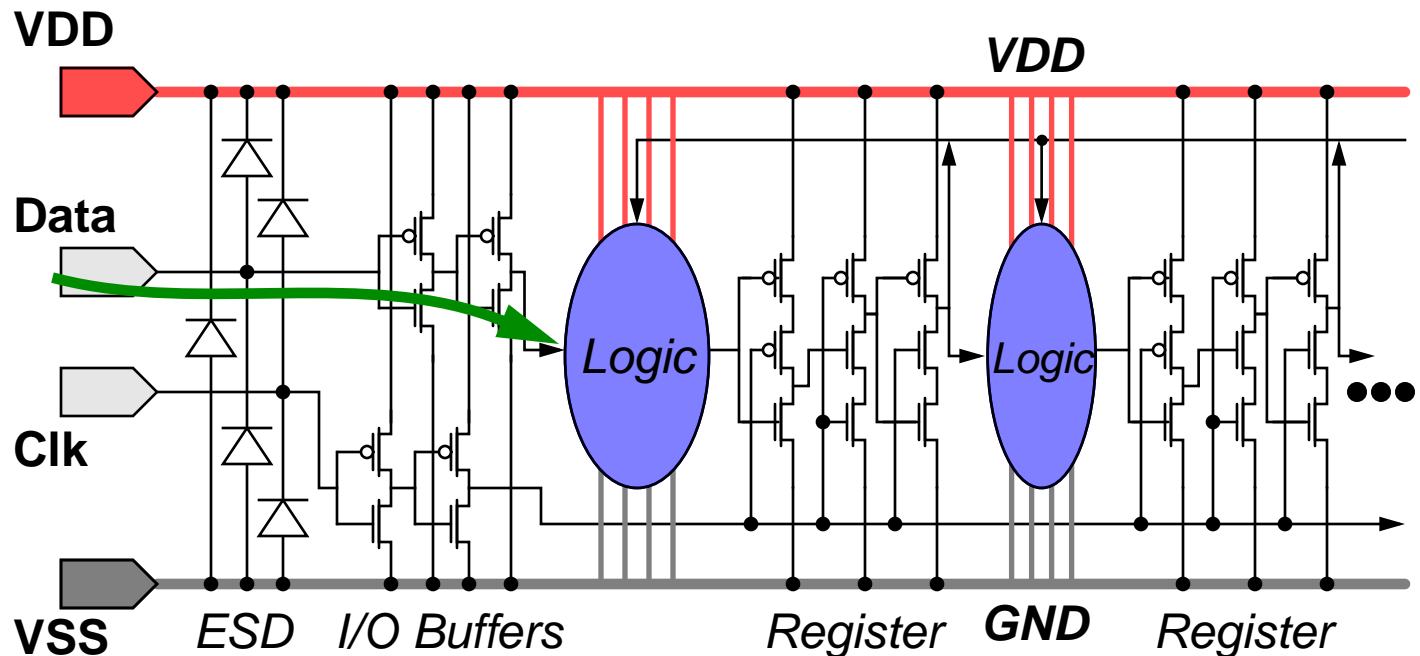 VDD
VDD
Data
Logic
Logic
Clk
VSS
ESD
I/O Buffers
Register
GND
Register